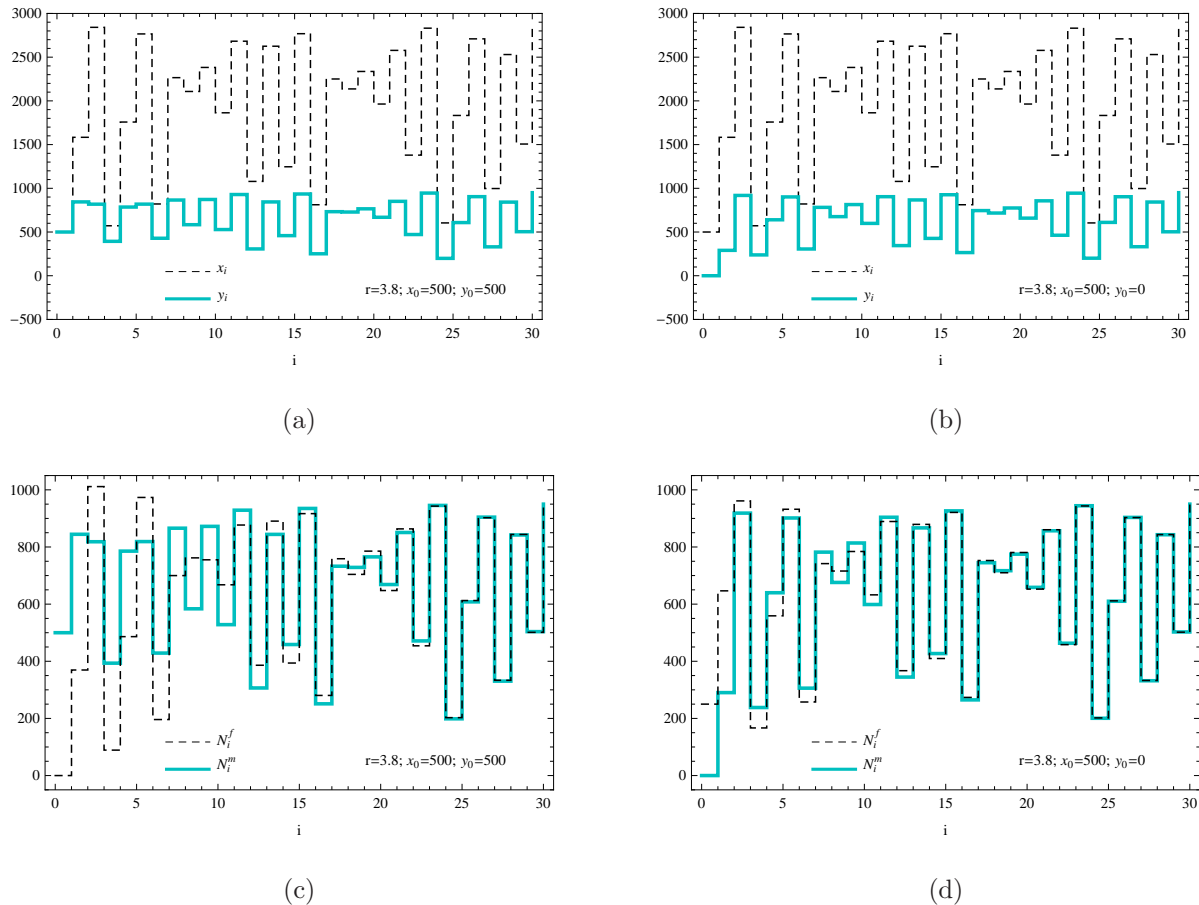 3000
2500
2000
1500
1000
500
0
−500
0 5 10 15 20 25 30
x_i
y_i
r=3.8; x_0=500; y_0=500
i
(a)
3000
2500
2000
1500
1000
500
0
−500
0 5 10 15 20 25 30
x_i
y_i
r=3.8; x_0=500; y_0=0
i
(b)
1000
800
600
400
200
0
0 5 10 15 20 25 30
N_i^f
N_i^m
r=3.8; x_0=500; y_0=500
i
(c)
1000
800
600
400
200
0
0 5 10 15 20 25 30
N_i^f
N_i^m
r=3.8; x_0=500; y_0=0
i
(d)